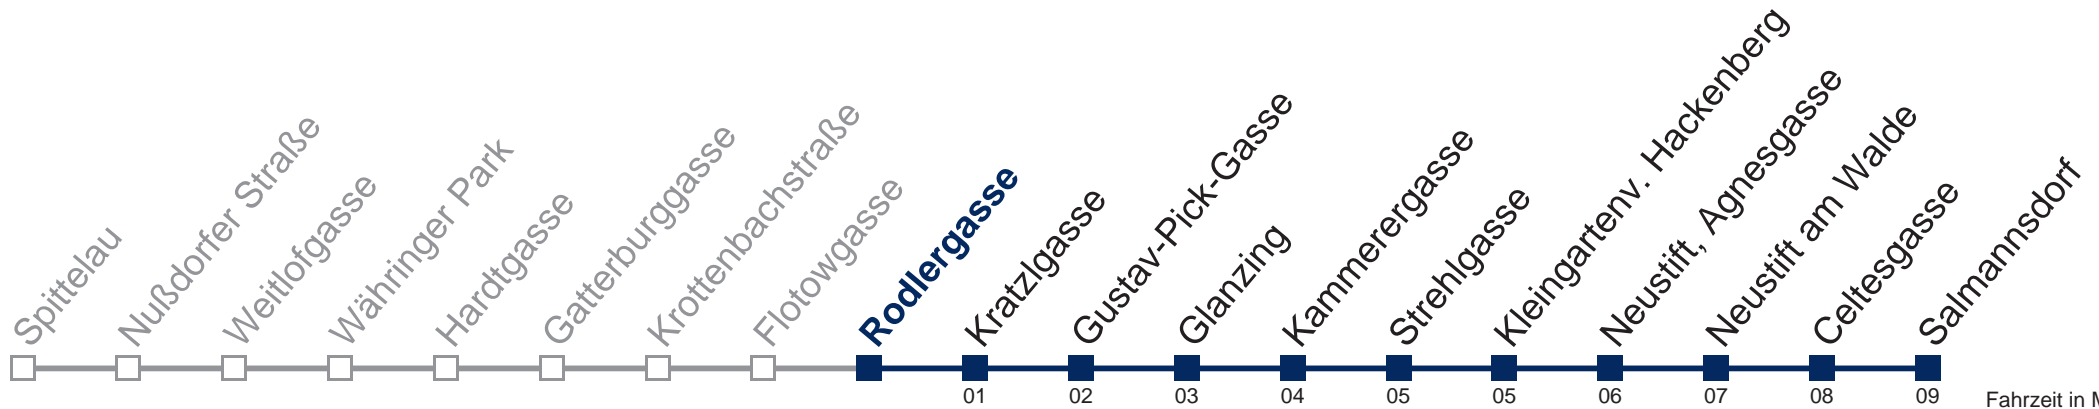 Spittelau
Nußdorfer Straße
Weitlofgasse
Währinger Park
Hardtgasse
Gatterburggasse
Krottenbachstraße
Flotowgasse
Rodlergasse
Kratzlgasse
Gustav-Pick-Gasse
Glanzing
Kammerergasse
Strehlgasse
Kleingartenv. Hackenberg
Neustift, Agnesgasse
Neustift am Walde
Celtesgasse
Salmannsdorf
01 02 03 04 05 05 06 07 08 09 Fahrzeit in M